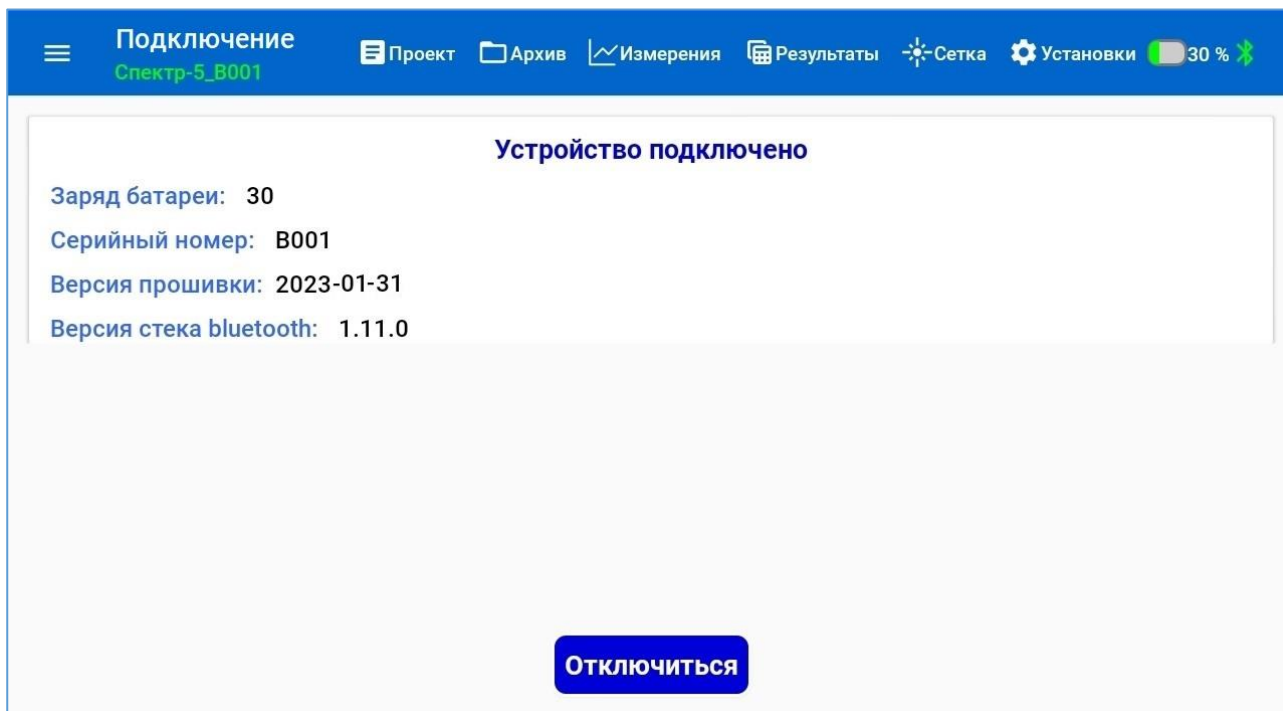 Подключение
Спектр-5_B001
Проект Архив Измерения Результаты Сетка Установки 30 %
Устройство подключено
Заряд батареи: 30
Серийный номер: B001
Версия прошивки: 2023-01-31
Версия стека bluetooth: 1.11.0
Отключиться